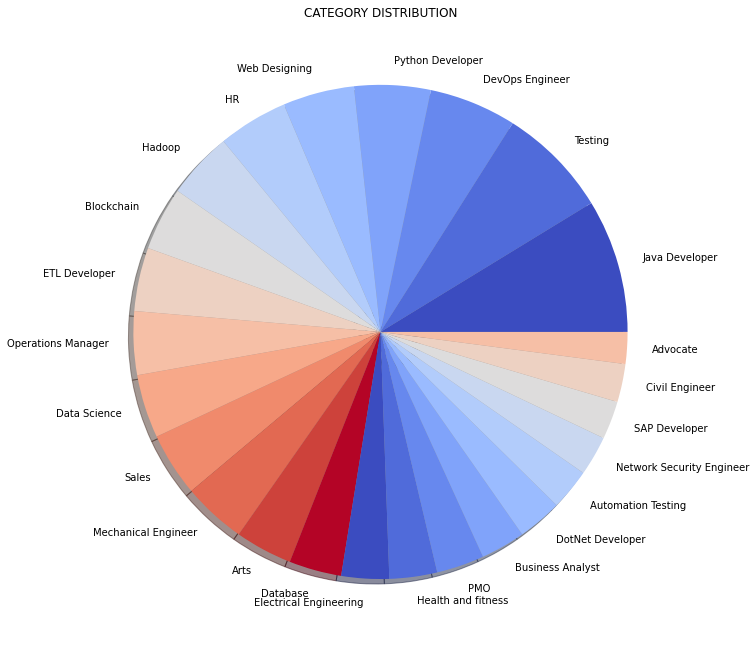 CATEGORY DISTRIBUTION
Python Developer
Web Designing
DevOps Engineer
HR
Testing
Hadoop
Blockchain
Java Developer
ETL Developer
Operations Manager
Advocate
Civil Engineer
Data Science
SAP Developer
Network Security Engineer
Sales
Automation Testing
Mechanical Engineer
DotNet Developer
Arts
Business Analyst
PMO
Database
Health and fitness
Electrical Engineering